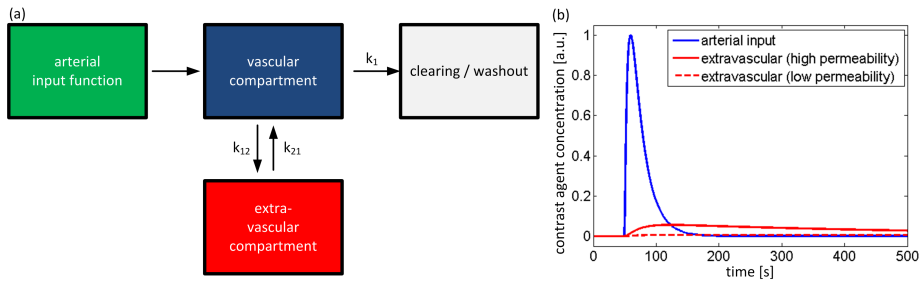 (a)
arterial
input function
vascular
compartment
k1
clearing / washout
k12
k21
extra-
vascular
compartment
(b)
contrast agent concentration [a.u.]
1
0.8
0.6
0.4
0.2
0
arterial input
extravascular (high permeability)
extravascular (low permeability)
0
100
200
300
400
500
time [s]